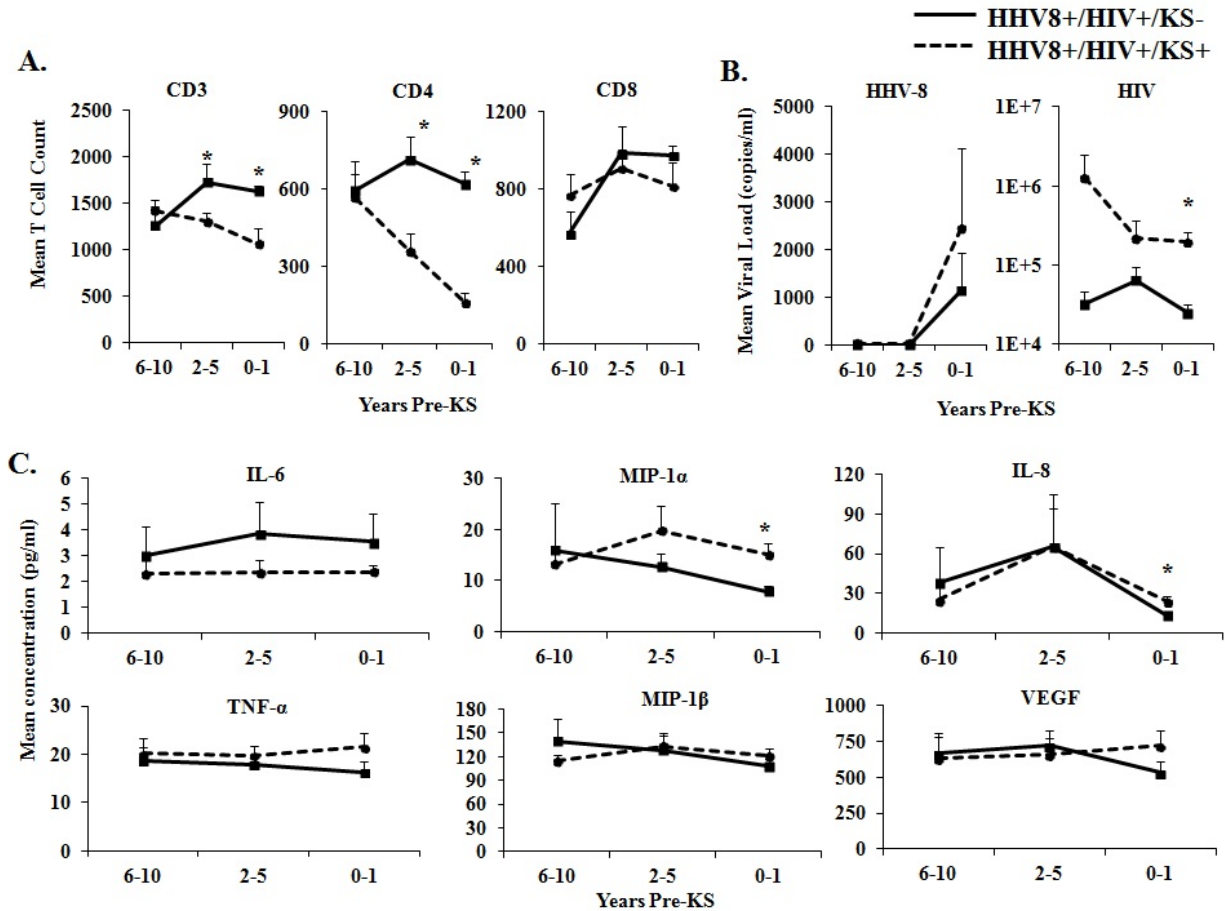 HHV8+/HIV+/KS-
HHV8+/HIV+/KS+
A.
CD3
CD4
CD8
Mean T Cell Count
2500
2000
1500
1000
500
0
900
600
300
0
1200
800
400
0
*
*
*
*
6-10 2-5 0-1
6-10 2-5 0-1
6-10 2-5 0-1
Years Pre-KS
B.
HHV-8
HIV
Mean Viral Load (copies/ml)
5000
4000
3000
2000
1000
0
1E+7
1E+6
1E+5
1E+4
*
6-10 2-5 0-1
6-10 2-5 0-1
Years Pre-KS
C.
Mean concentration (pg/ml)
IL-6
6
5
4
3
2
1
0
6-10 2-5 0-1
MIP-1α
30
20
10
0
*
6-10 2-5 0-1
IL-8
120
90
60
30
0
*
6-10 2-5 0-1
TNF-α
30
20
10
0
6-10 2-5 0-1
MIP-1β
180
150
120
90
60
30
0
6-10 2-5 0-1
VEGF
1000
750
500
250
0
6-10 2-5 0-1
Years Pre-KS